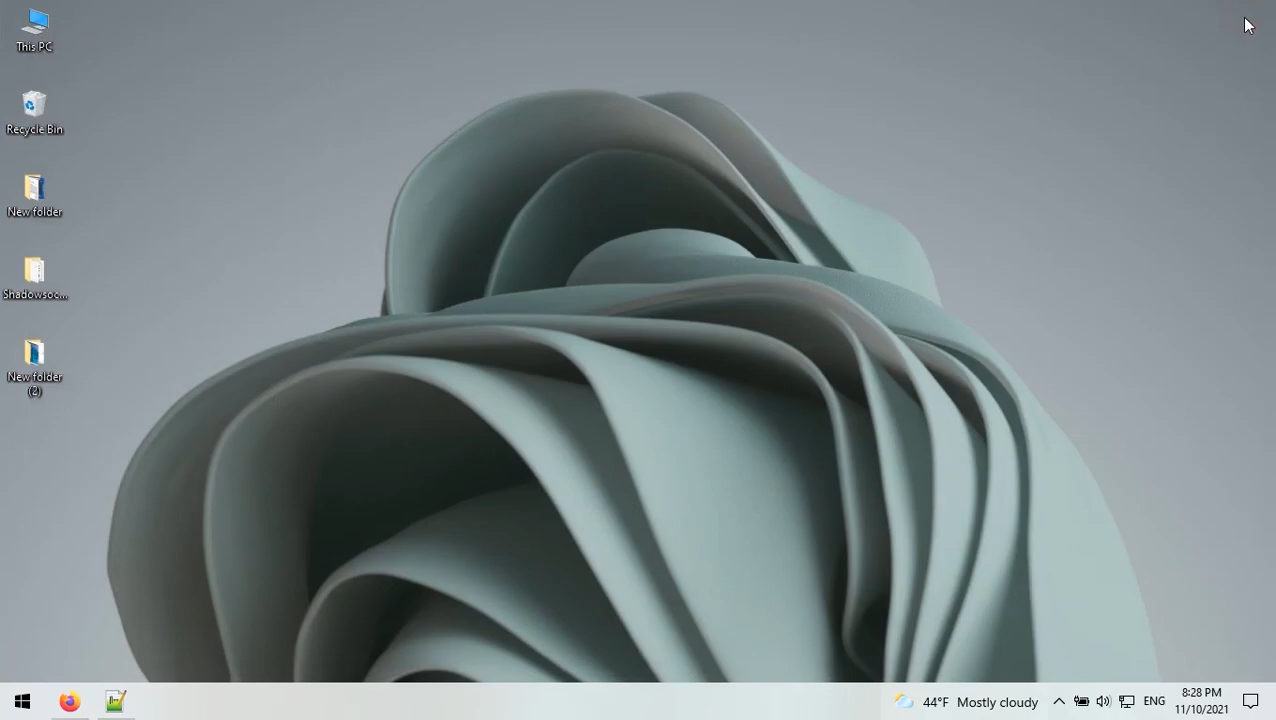 This PC
Recycle Bin
New folder
Shadowsoc...
New folder
(2)
44°F Mostly cloudy
ENG
8:28 PM
11/10/2021